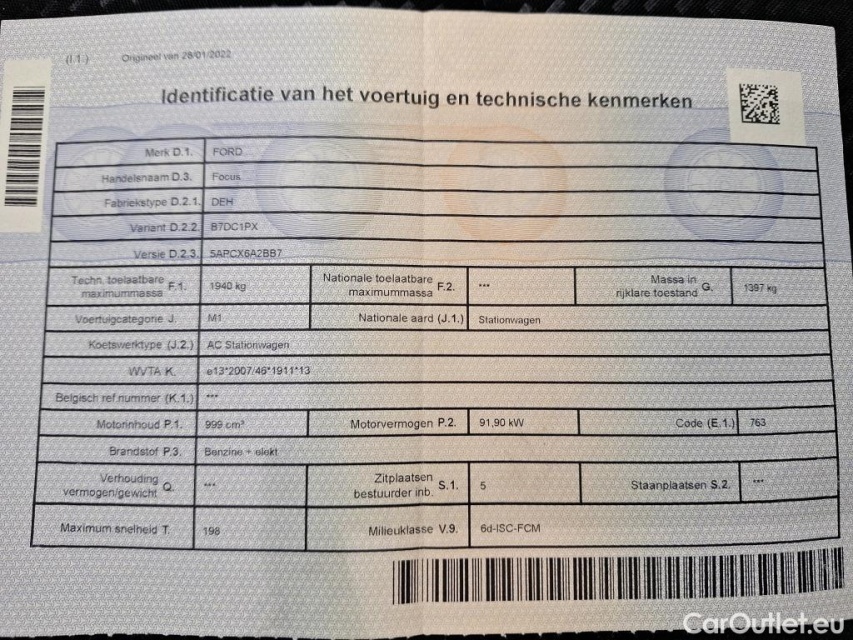 (I.1.) Origineel van 28/01/2022
Identificatie van het voertuig en technische kenmerken
Merk D.1. FORD
Handelsnaam D.3. Focus
Fabriekstype D.2.1. DEH
Variant D.2.2. B7DC1PX
Versie D.2.3. 5APCX6A2BB7
Techn. toelaatbare maximummassa F.1. 1940 kg Nationale toelaatbare maximummassa F.2. *** Massa in rijklare toestand G. 1397 kg
Voertuigcategorie J. M1 Nationale aard (J.1.) Stationwagen
Koetswerktype (J.2.) AC Stationwagen
WVTA K. e13*2007/46*1911*13
Belgisch ref.nummer (K.1.) ***
Motorinhoud P.1. 999 cm³ Motorvermogen P.2. 91,90 kW Code (E.1.) 763
Brandstof P.3. Benzine + elekt
Verhouding vermogen/gewicht Q. *** Zitplaatsen bestuurder inb. S.1. 5 Staanplaatsen S.2. ***
Maximum snelheid T. 198 Milieuklasse V.9. 6d-ISC-FCM
CarOutlet.eu